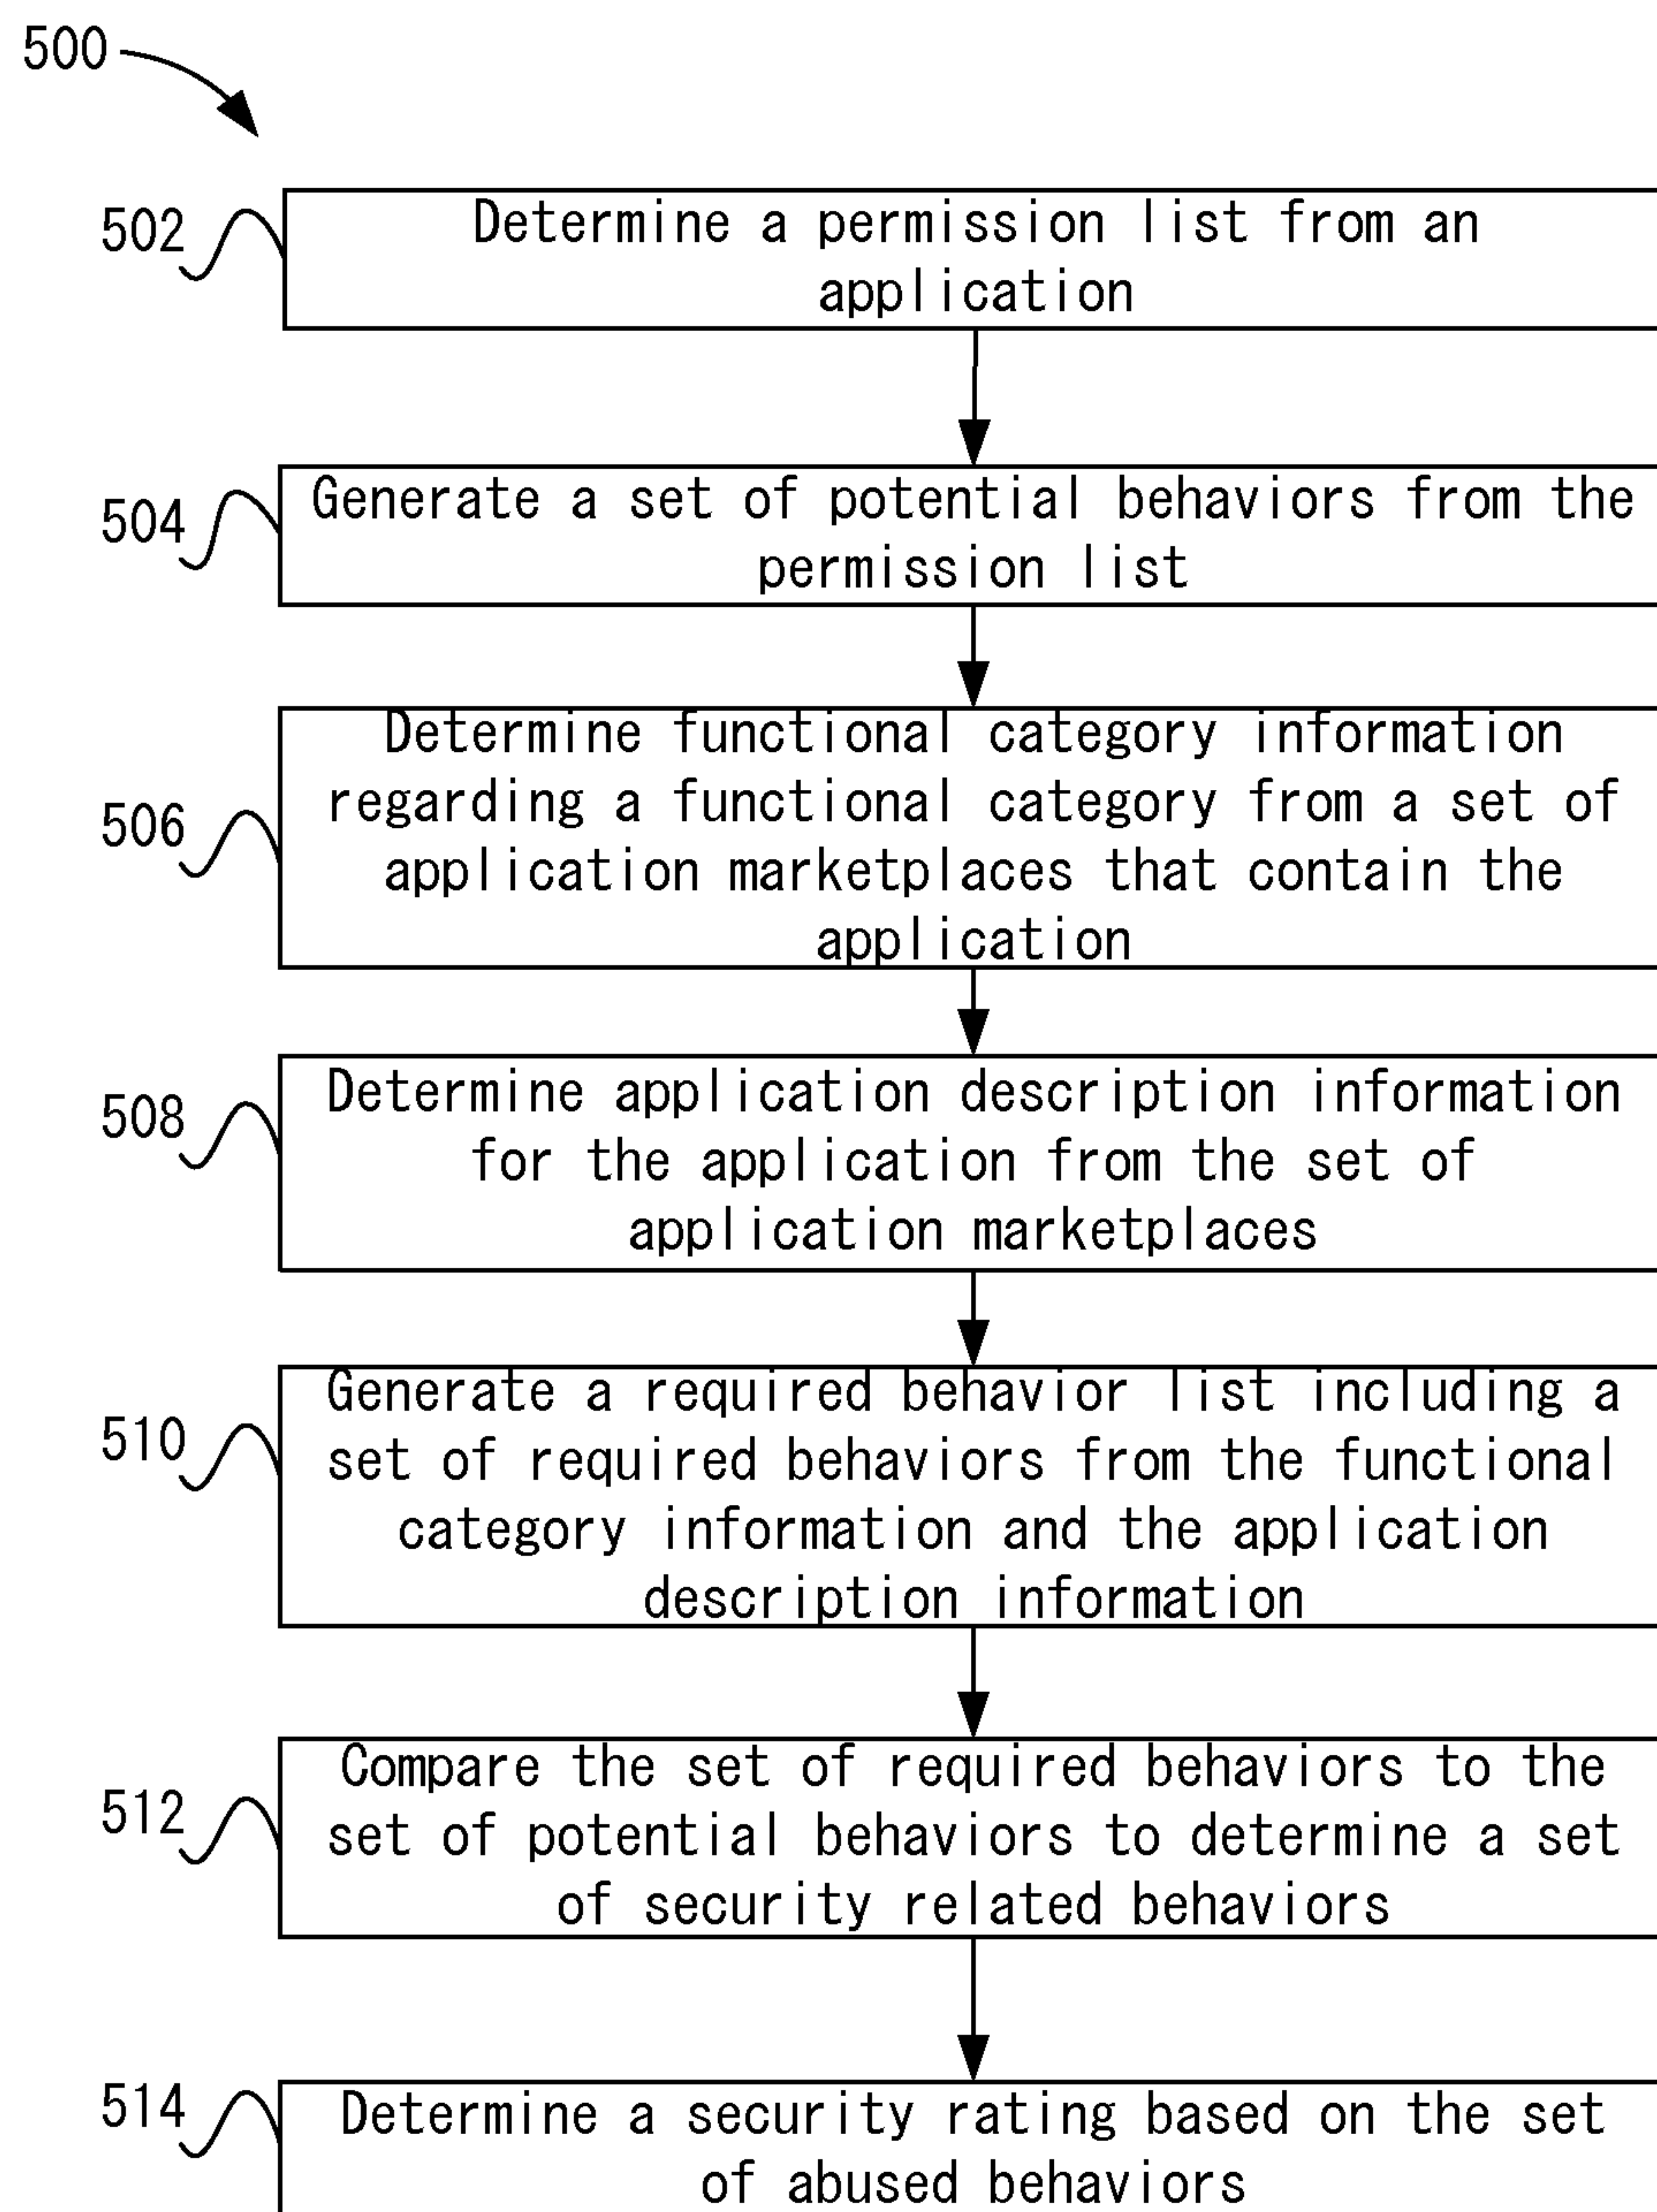 500
502
Determine a permission list from an
application
504
Generate a set of potential behaviors from the
permission list
506
Determine functional category information
regarding a functional category from a set of
application marketplaces that contain the
application
508
Determine application description information
for the application from the set of
application marketplaces
510
Generate a required behavior list including a
set of required behaviors from the functional
category information and the application
description information
512
Compare the set of required behaviors to the
set of potential behaviors to determine a set
of security related behaviors
514
Determine a security rating based on the set
of abused behaviors